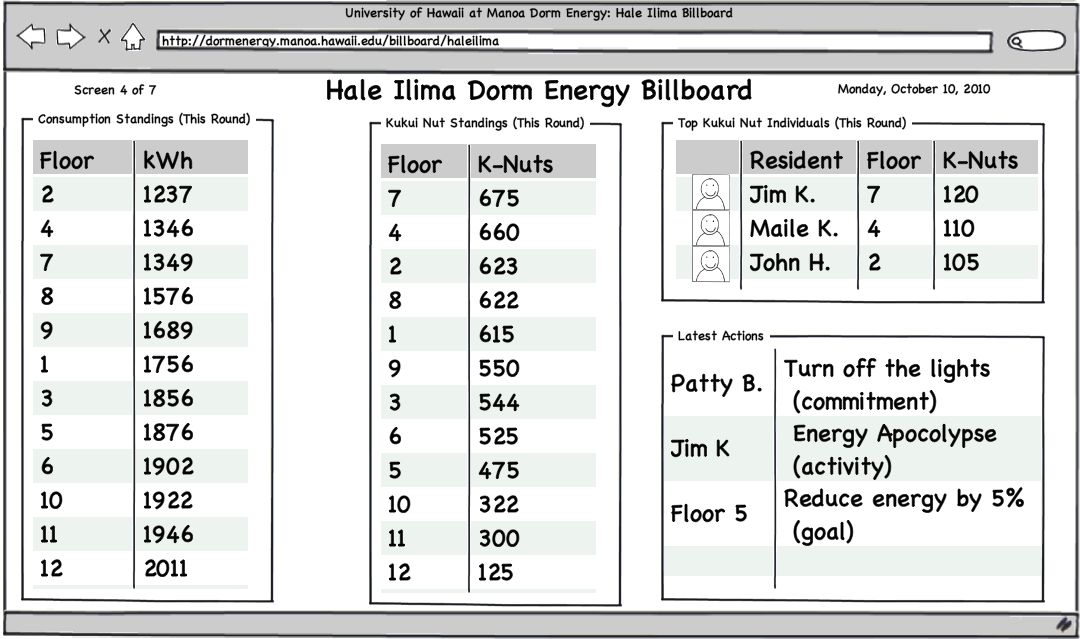 University of Hawaii at Manoa Dorm Energy: Hale Ilima Billboard
http://dormenergy.manoa.hawaii.edu/billboard/haleilima
Screen 4 of 7
Hale Ilima Dorm Energy Billboard
Monday, October 10, 2010
Consumption Standings (This Round)
Floor kWh
2 1237
4 1346
7 1349
8 1576
9 1689
1 1756
3 1856
5 1876
6 1902
10 1922
11 1946
12 2011
Kukui Nut Standings (This Round)
Floor K-Nuts
7 675
4 660
2 623
8 622
1 615
9 550
3 544
6 525
5 475
10 322
11 300
12 125
Top Kukui Nut Individuals (This Round)
Resident Floor K-Nuts
Jim K. 7 120
Maile K. 4 110
John H. 2 105
Latest Actions
Patty B. Turn off the lights
(commitment)
Jim K Energy Apocolypse
(activity)
Floor 5 Reduce energy by 5%
(goal)